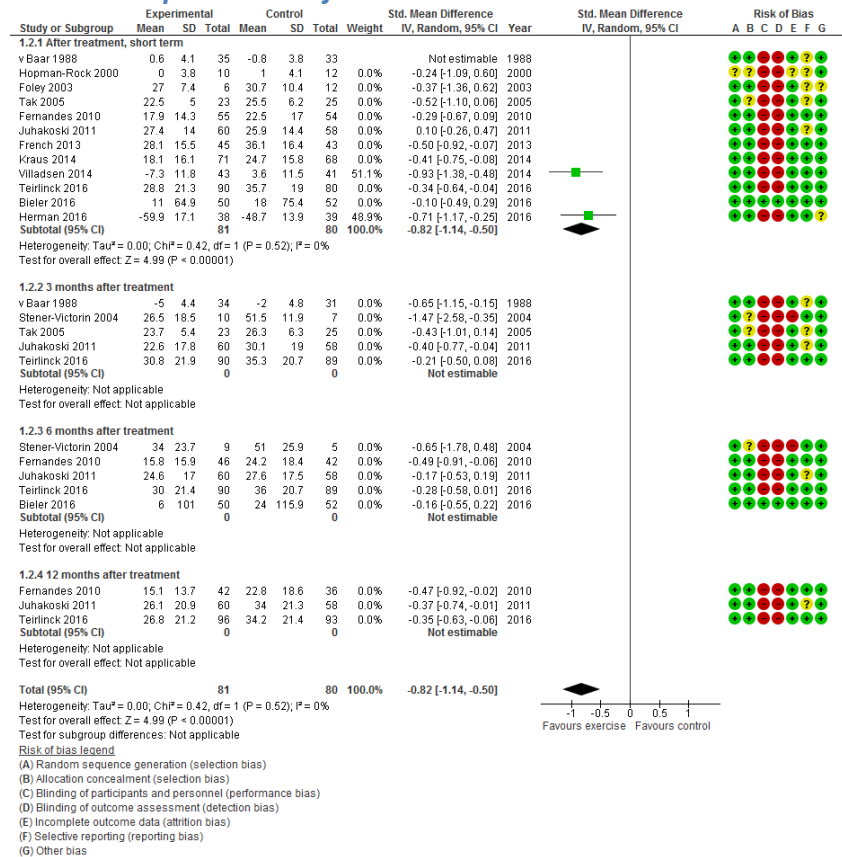 Experimental Control Std. Mean Difference Std. Mean Difference Risk of Bias
Study or Subgroup Mean SD Total Mean SD Total Weight IV, Random, 95% CI Year IV, Random, 95% CI A B C D E F G
1.2.1 After treatment, short term
v Baar 1988 0.6 4.1 35 -0.8 3.8 33 Not estimable 1988 + + - - + ? +
Hopman-Rock 2000 0 3.8 10 1 4.1 12 0.0% -0.24 [-1.09, 0.60] 2000 ? ? - - + ? ?
Foley 2003 27 7.4 6 30.7 10.4 12 0.0% -0.37 [-1.36, 0.62] 2003 + + - - + ? ?
Tak 2005 22.5 5 23 25.5 6.2 25 0.0% -0.52 [-1.10, 0.06] 2005 + ? - - + ? +
Fernandes 2010 17.9 14.3 55 22.5 17 54 0.0% -0.29 [-0.67, 0.09] 2010 + + - - + + +
Juhakoski 2011 27.4 14 60 25.9 14.4 58 0.0% 0.10 [-0.26, 0.47] 2011 + + - - + ? +
French 2013 28.1 15.5 45 36.1 16.4 43 0.0% -0.50 [-0.92, -0.07] 2013 + + - - + + +
Kraus 2014 18.1 16.1 71 24.7 15.8 68 0.0% -0.41 [-0.75, -0.08] 2014 + + - - + + +
Villadsen 2014 -7.3 11.8 43 3.6 11.5 41 51.1% -0.93 [-1.38, -0.48] 2014 + + - - + + +
Teirlinck 2016 28.8 21.3 90 35.7 19 80 0.0% -0.34 [-0.64, -0.04] 2016 + + - - + + +
Bieler 2016 11 64.9 50 18 75.4 52 0.0% -0.10 [-0.49, 0.29] 2016 + + + + + + +
Herman 2016 -59.9 17.1 38 -48.7 13.9 39 48.9% -0.71 [-1.17, -0.25] 2016 + + - - + + ?
Subtotal (95% CI) 81 80 100.0% -0.82 [-1.14, -0.50]
Heterogeneity: Tau² = 0.00; Chi² = 0.42, df = 1 (P = 0.52); I² = 0%
Test for overall effect: Z = 4.99 (P < 0.00001)
1.2.2 3 months after treatment
v Baar 1988 -5 4.4 34 -2 4.8 31 0.0% -0.65 [-1.15, -0.15] 1988 + + - - + ? +
Stener-Victorin 2004 26.5 18.5 10 51.5 11.9 7 0.0% -1.47 [-2.58, -0.35] 2004 + ? - - - + +
Tak 2005 23.7 5.4 23 26.3 6.3 25 0.0% -0.43 [-1.01, 0.14] 2005 + ? - - + ? +
Juhakoski 2011 22.6 17.8 60 30.1 19 58 0.0% -0.40 [-0.77, -0.04] 2011 + + - - + ? +
Teirlinck 2016 30.8 21.9 90 35.3 20.7 89 0.0% -0.21 [-0.50, 0.08] 2016 + + - - + + +
Subtotal (95% CI) 0 0 Not estimable
Heterogeneity: Not applicable
Test for overall effect: Not applicable
1.2.3 6 months after treatment
Stener-Victorin 2004 34 23.7 9 51 25.9 5 0.0% -0.65 [-1.78, 0.48] 2004 + ? - - - + +
Fernandes 2010 15.8 15.9 46 24.2 18.4 42 0.0% -0.49 [-0.91, -0.06] 2010 + + - - + + +
Juhakoski 2011 24.6 17 60 27.6 17.5 58 0.0% -0.17 [-0.53, 0.19] 2011 + + - - + ? +
Teirlinck 2016 30 21.4 90 36 20.7 89 0.0% -0.28 [-0.58, 0.01] 2016 + + - - + + +
Bieler 2016 6 101 50 24 115.9 52 0.0% -0.16 [-0.55, 0.22] 2016 + + + + + + +
Subtotal (95% CI) 0 0 Not estimable
Heterogeneity: Not applicable
Test for overall effect: Not applicable
1.2.4 12 months after treatment
Fernandes 2010 15.1 13.7 42 22.8 18.6 36 0.0% -0.47 [-0.92, -0.02] 2010 + + - - + + +
Juhakoski 2011 26.1 20.9 60 34 21.3 58 0.0% -0.37 [-0.74, -0.01] 2011 + + - - + ? +
Teirlinck 2016 26.8 21.2 96 34.2 21.4 93 0.0% -0.35 [-0.63, -0.06] 2016 + + - - + + +
Subtotal (95% CI) 0 0 Not estimable
Heterogeneity: Not applicable
Test for overall effect: Not applicable
Total (95% CI) 81 80 100.0% -0.82 [-1.14, -0.50]
Heterogeneity: Tau² = 0.00; Chi² = 0.42, df = 1 (P = 0.52); I² = 0%
Test for overall effect: Z = 4.99 (P < 0.00001)
Test for subgroup differences: Not applicable
-1 -0.5 0 0.5 1
Favours exercise Favours control
Risk of bias legend
(A) Random sequence generation (selection bias)
(B) Allocation concealment (selection bias)
(C) Blinding of participants and personnel (performance bias)
(D) Blinding of outcome assessment (detection bias)
(E) Incomplete outcome data (attrition bias)
(F) Selective reporting (reporting bias)
(G) Other bias